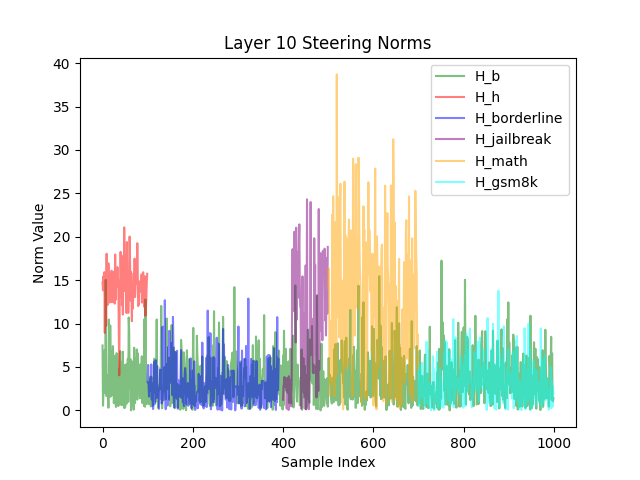 Layer 10 Steering Norms
40
35
30
25
20
15
10
5
0
Norm Value
H_b
H_h
H_borderline
H_jailbreak
H_math
H_gsm8k
0 200 400 600 800 1000
Sample Index